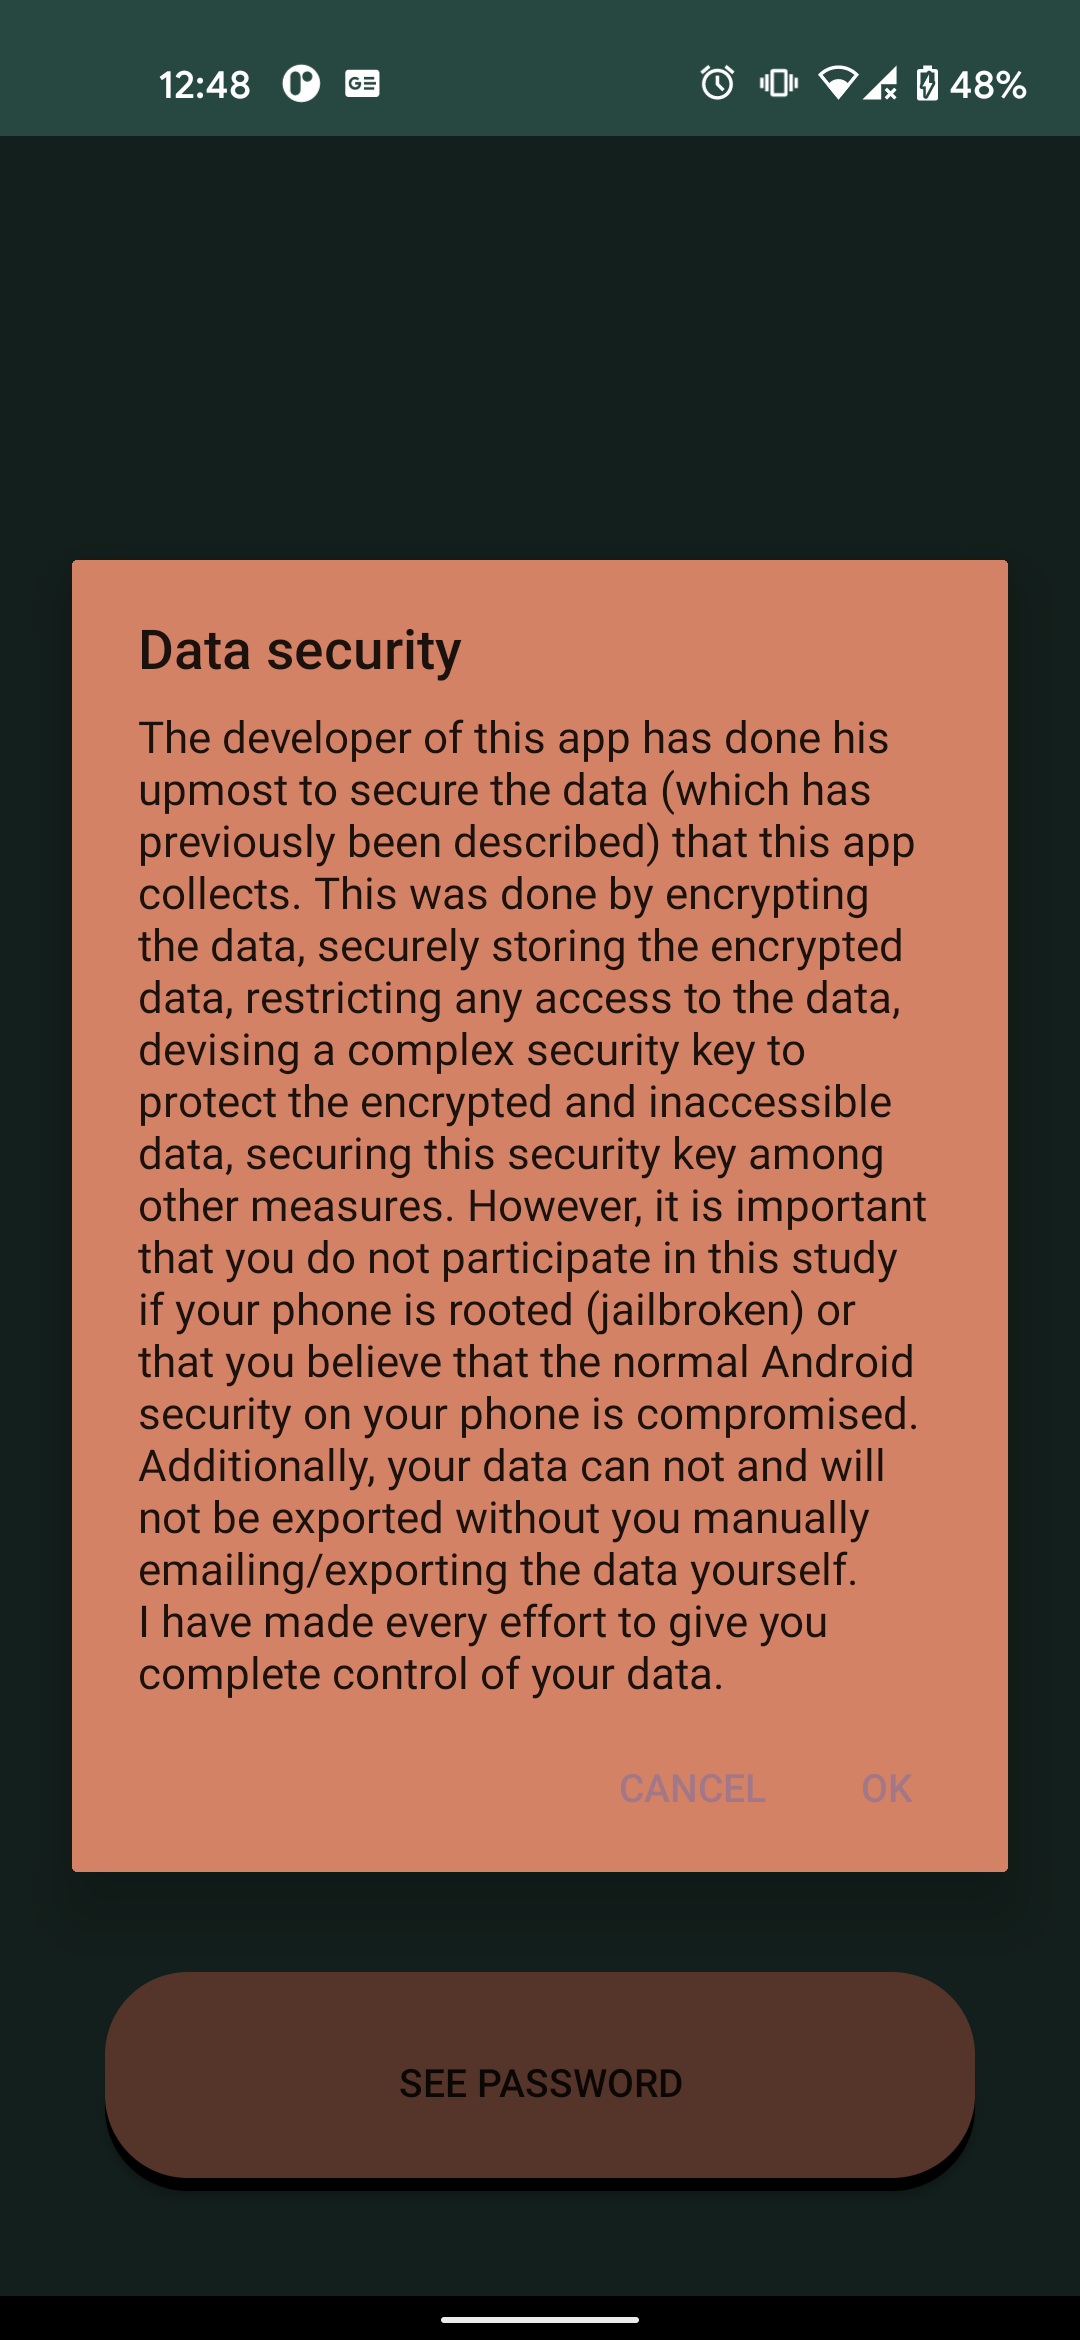 12:48 GE 48%
Data security
The developer of this app has done his
upmost to secure the data (which has
previously been described) that this app
collects. This was done by encrypting
the data, securely storing the encrypted
data, restricting any access to the data,
devising a complex security key to
protect the encrypted and inaccessible
data, securing this security key among
other measures. However, it is important
that you do not participate in this study
if your phone is rooted (jailbroken) or
that you believe that the normal Android
security on your phone is compromised.
Additionally, your data can not and will
not be exported without you manually
emailing/exporting the data yourself.
I have made every effort to give you
complete control of your data.
CANCEL OK
SEE PASSWORD